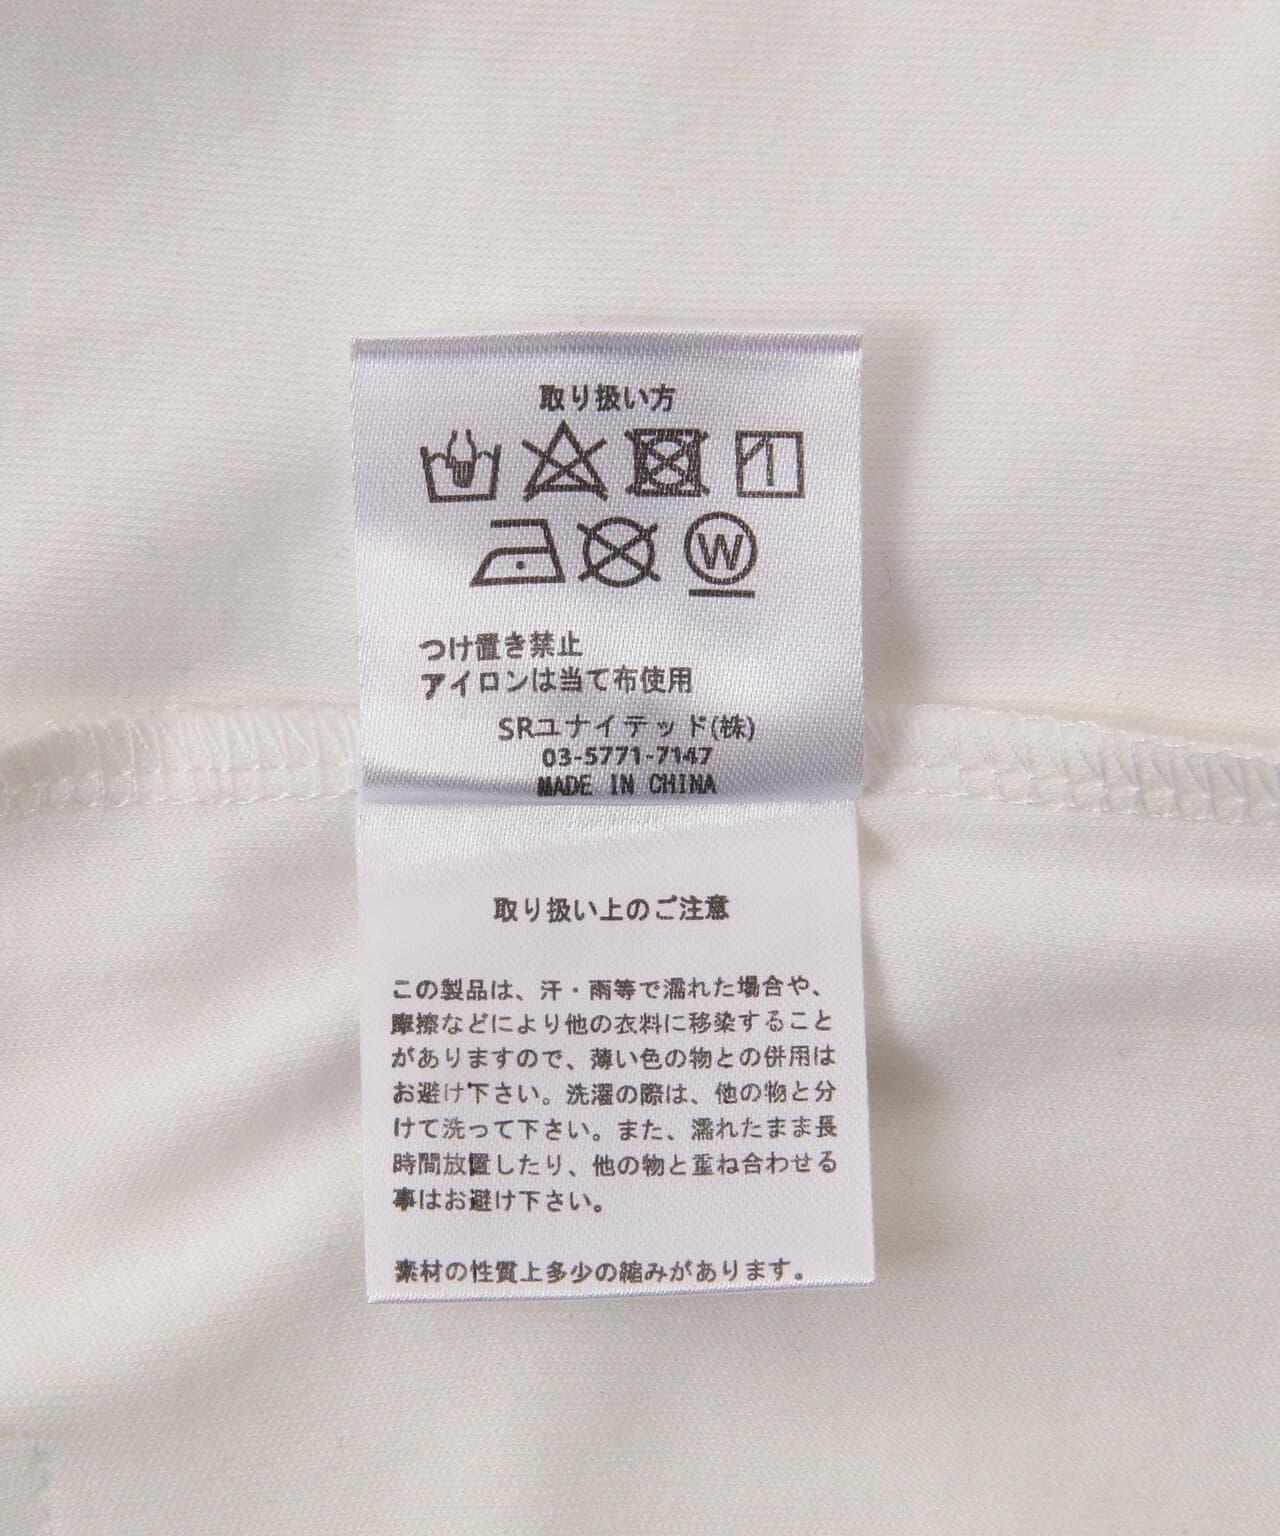 取り扱い方
W
つけ置き禁止
アイロンは当て布使用
SRユナイテッド(株)
03-5771-7147
MADE IN CHINA
取り扱い上のご注意
この製品は、汗・雨等で濡れた場合や、
摩擦などにより他の衣料に移染すること
がありますので、薄い色の物との併用は
お避け下さい。洗濯の際は、他の物と分
けて洗って下さい。また、濡れたまま長
時間放置したり、他の物と重ね合わせる
事はお避け下さい。
素材の性質上多少の縮みがあります。